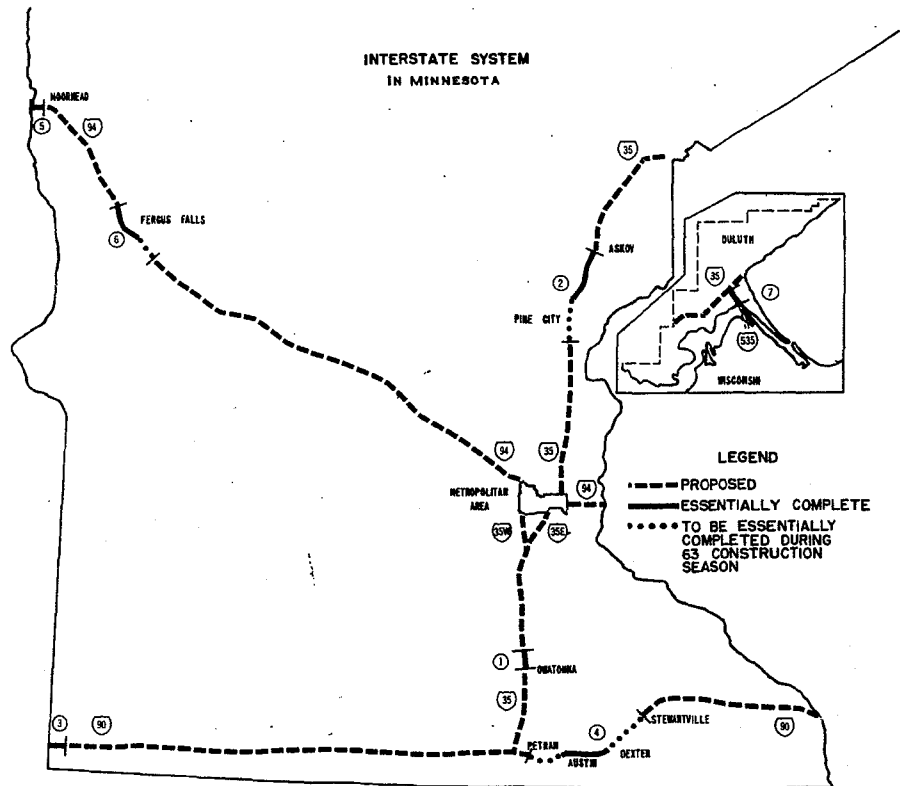 INTERSTATE SYSTEM
IN MINNESOTA
MOORHEAD
5
94
FERGUS FALLS
6
35
ASKOV
2
PINE CITY
DULUTH
35
7
535
WISCONSIN
94
35
METROPOLITAN
AREA
94
35W
35E
LEGEND
PROPOSED
ESSENTIALLY COMPLETE
TO BE ESSENTIALLY
COMPLETED DURING
63 CONSTRUCTION
SEASON
1
OWATONNA
35
3
90
PETRAN
4
AUSTIN
DEXTER
STEWARTVILLE
90